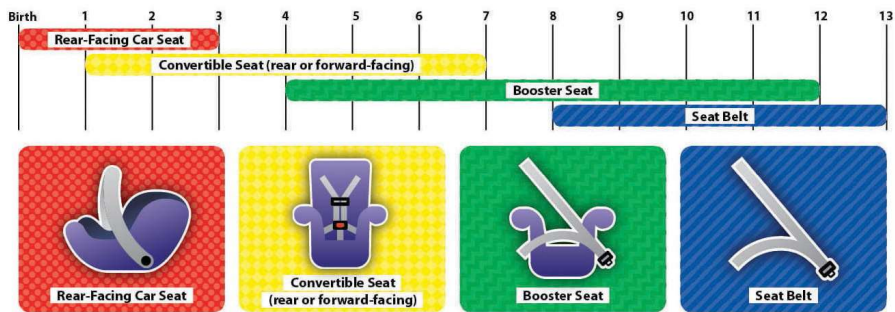 Birth 1 2 3 4 5 6 7 8 9 10 11 12 13
Rear-Facing Car Seat
Convertible Seat (rear or forward-facing)
Booster Seat
Seat Belt
Rear-Facing Car Seat
Convertible Seat
(rear or forward-facing)
Booster Seat
Seat Belt